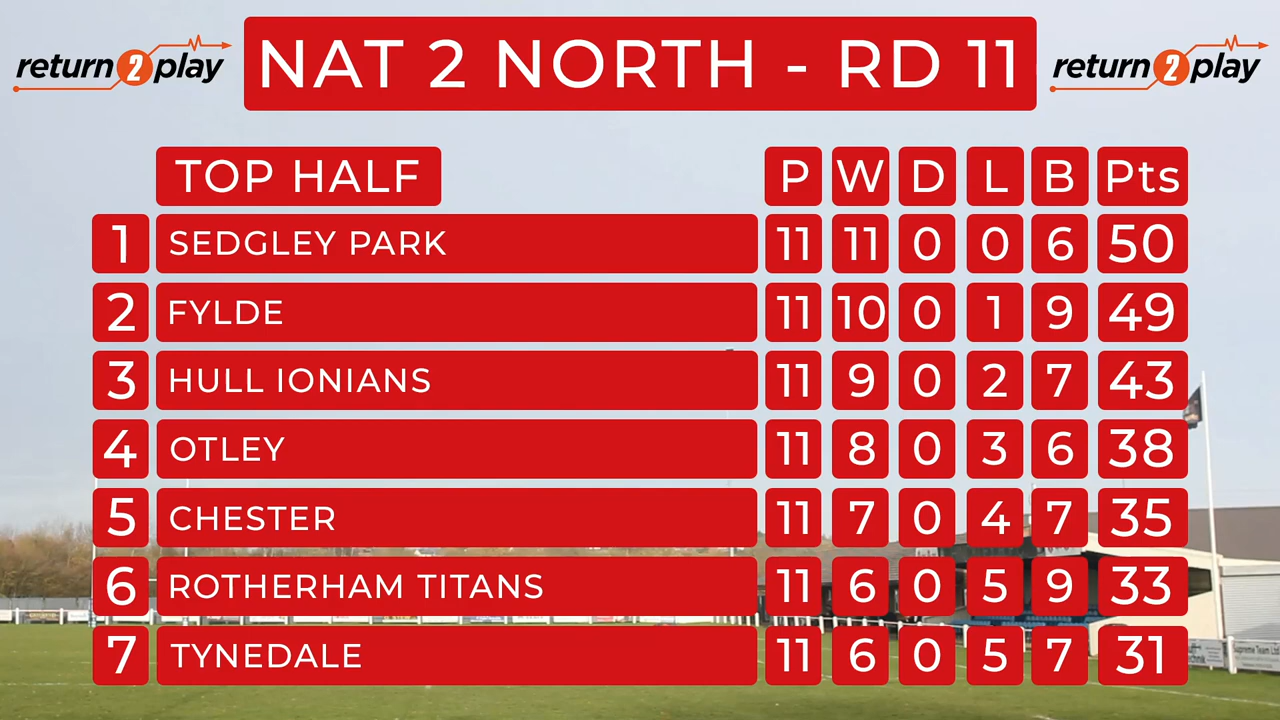 return2play NAT 2 NORTH - RD 11 return2play
TOP HALF P W D L B Pts
1 SEDGLEY PARK 11 11 0 0 6 50
2 FYLDE 11 10 0 1 9 49
3 HULL IONIANS 11 9 0 2 7 43
4 OTLEY 11 8 0 3 6 38
5 CHESTER 11 7 0 4 7 35
6 ROTHERHAM TITANS 11 6 0 5 9 33
7 TYNEDALE 11 6 0 5 7 31
Supreme Team Ltd